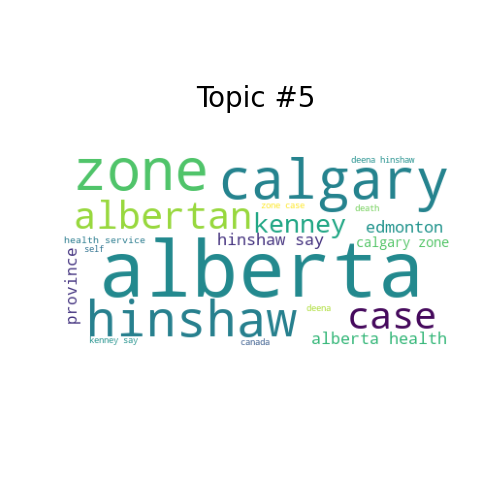 Topic #5
deena hinshaw
zone
calgary
zone case
death
albertan
kenney
edmonton
health service
hinshaw say
calgary zone
self
alberta
province
hinshaw
deena
case
kenney say
canada
alberta health